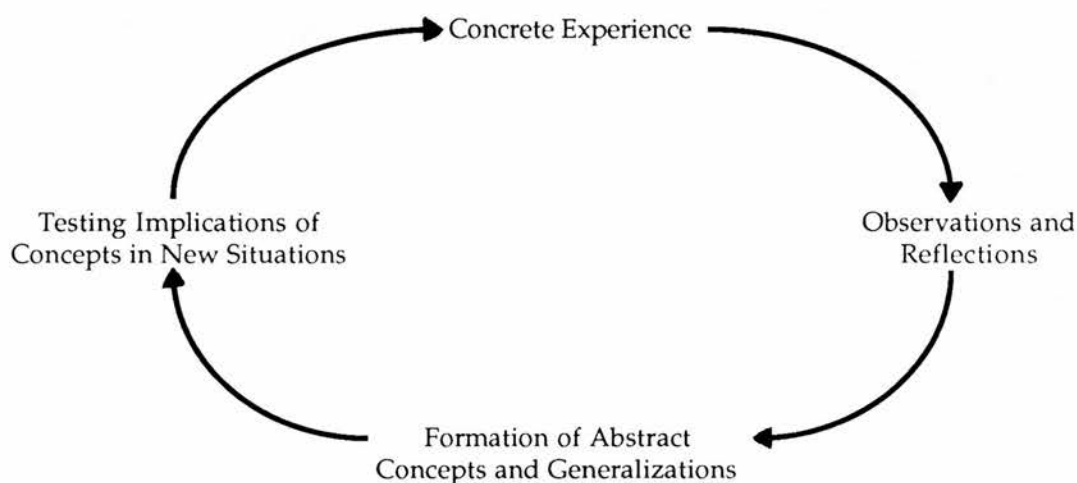 Concrete Experience
Testing Implications of
Concepts in New Situations
Observations and
Reflections
Formation of Abstract
Concepts and Generalizations